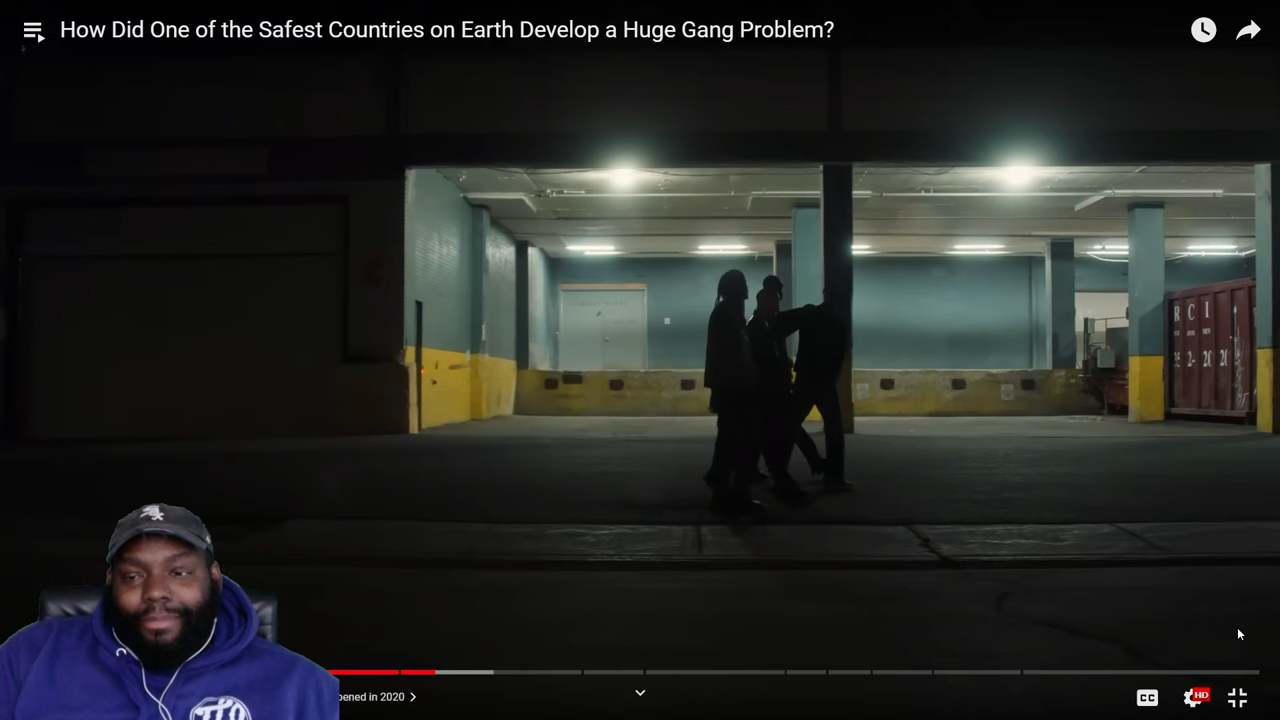 How Did One of the Safest Countries on Earth Develop a Huge Gang Problem?
R C I
pened in 2020
CC
HD